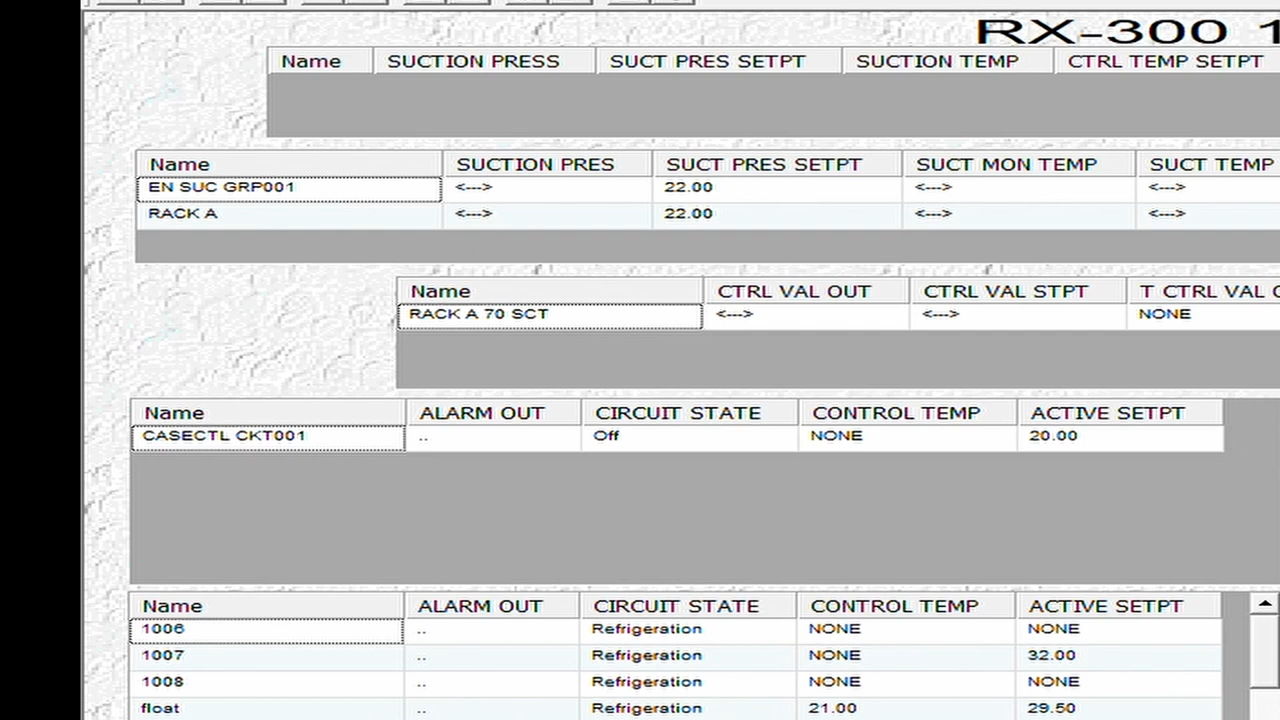 RX-300 1
Name SUCTION PRESS SUCT PRES SETPT SUCTION TEMP CTRL TEMP SETPT
Name SUCTION PRES SUCT PRES SETPT SUCT MON TEMP SUCT TEMP
EN SUC GRP001 <---> 22.00 <---> <--->
RACK A <---> 22.00 <---> <--->
Name CTRL VAL OUT CTRL VAL STPT T CTRL VAL
RACK A 70 SCT <---> <---> NONE
Name ALARM OUT CIRCUIT STATE CONTROL TEMP ACTIVE SETPT
CASECTL CKT001 .. Off NONE 20.00
Name ALARM OUT CIRCUIT STATE CONTROL TEMP ACTIVE SETPT
1006 .. Refrigeration NONE NONE
1007 .. Refrigeration NONE 32.00
1008 .. Refrigeration NONE NONE
float .. Refrigeration 21.00 29.50